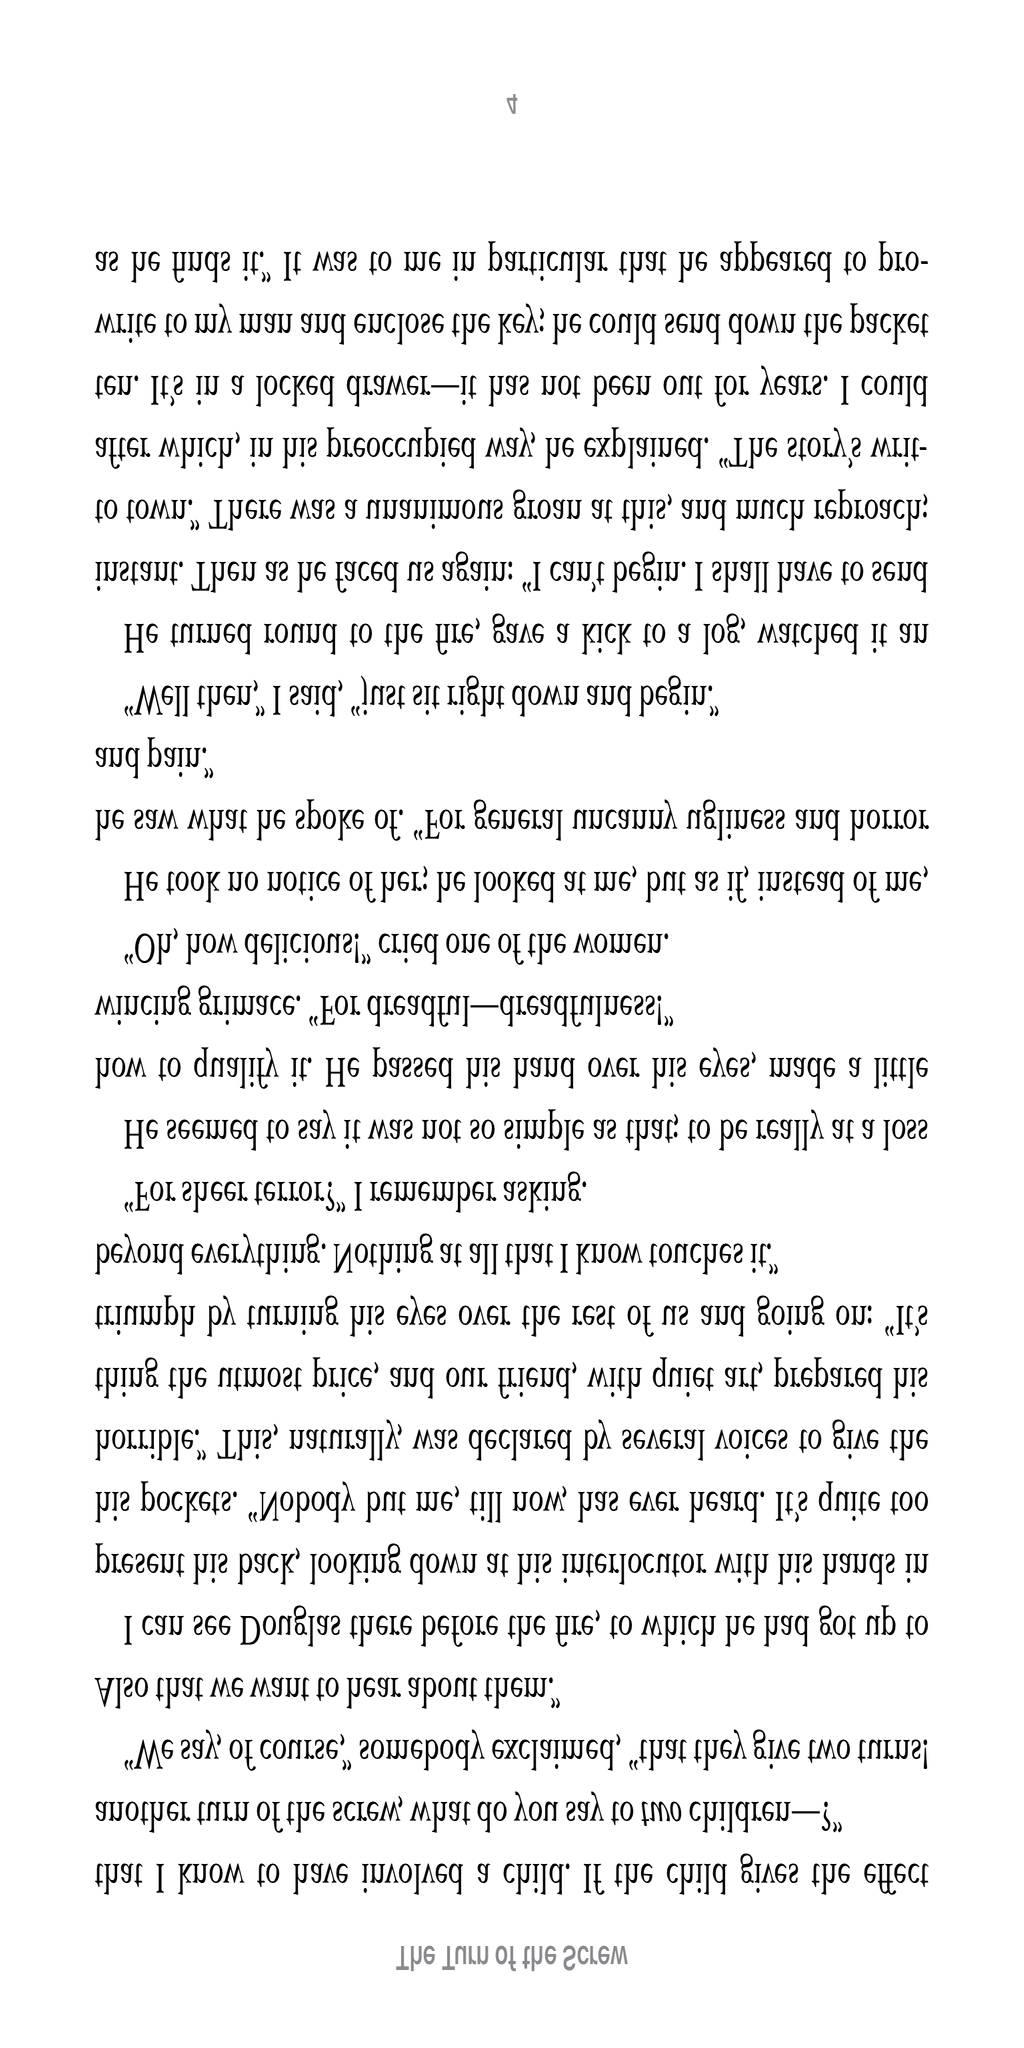 The Turn of the Screw
that I know to have involved a child. If the child gives the effect
another turn of the screw, what do you say to two children—?”
“We say, of course,” somebody exclaimed, “that they give two turns!
Also that we want to hear about them.”
I can see Douglas there before the fire, to which he had got up to
present his back, looking down at his interlocutor with his hands in
his pockets. “Nobody but me, till now, has ever heard. It’s quite too
horrible.” This, naturally, was declared by several voices to give the
thing the utmost price, and our friend, with quiet art, prepared his
triumph by turning his eyes over the rest of us and going on: “It’s
beyond everything. Nothing at all that I know touches it.”
“For sheer terror?” I remember asking.
He seemed to say it was not so simple as that; to be really at a loss
how to qualify it. He passed his hand over his eyes, made a little
wincing grimace. “For dreadful—dreadfulness!”
“Oh, how delicious!” cried one of the women.
He took no notice of her; he looked at me, but as if, instead of me,
he saw what he spoke of. “For general uncanny ugliness and horror
and pain.”
“Well then,” I said, “just sit right down and begin.”
He turned round to the fire, gave a kick to a log, watched it an
instant. Then as he faced us again: “I can’t begin. I shall have to send
to town.” There was a unanimous groan at this, and much reproach;
after which, in his preoccupied way, he explained. “The story’s writ-
ten. It’s in a locked drawer—it has not been out for years. I could
write to my man and enclose the key; he could send down the packet
as he finds it.” It was to me in particular that he appeared to pro-
4